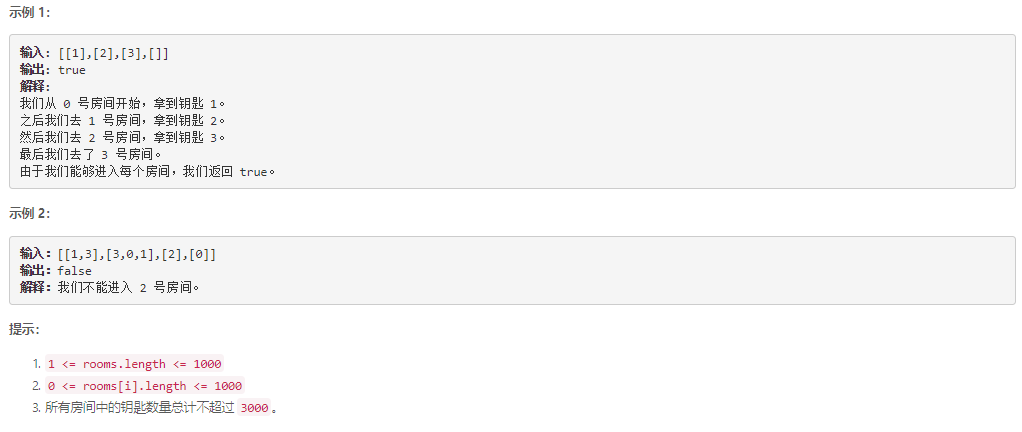 示例 1：
输入: [[1],[2],[3],[]]
输出: true
解释:
我们从 0 号房间开始，拿到钥匙 1。
之后我们去 1 号房间，拿到钥匙 2。
然后我们去 2 号房间，拿到钥匙 3。
最后我们去了 3 号房间。
由于我们能够进入每个房间，我们返回 true。
示例 2：
输入：[[1,3],[3,0,1],[2],[0]]
输出：false
解释：我们不能进入 2 号房间。
提示：
1. 1 <= rooms.length <= 1000
2. 0 <= rooms[i].length <= 1000
3. 所有房间中的钥匙数量总计不超过 3000。